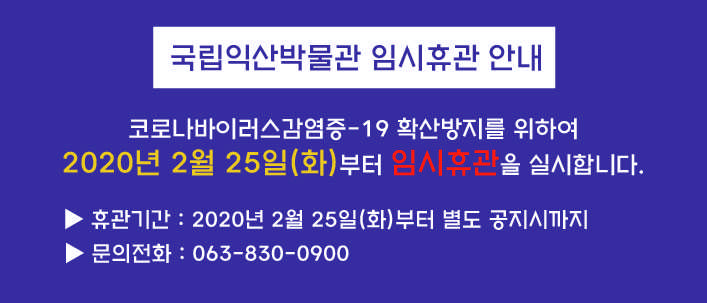 국립익산박물관 임시휴관 안내
코로나바이러스감염증-19 확산방지를 위하여
2020년 2월 25일(화)부터 임시휴관을 실시합니다.
▶ 휴관기간 : 2020년 2월 25일(화)부터 별도 공지시까지
▶ 문의전화 : 063-830-0900